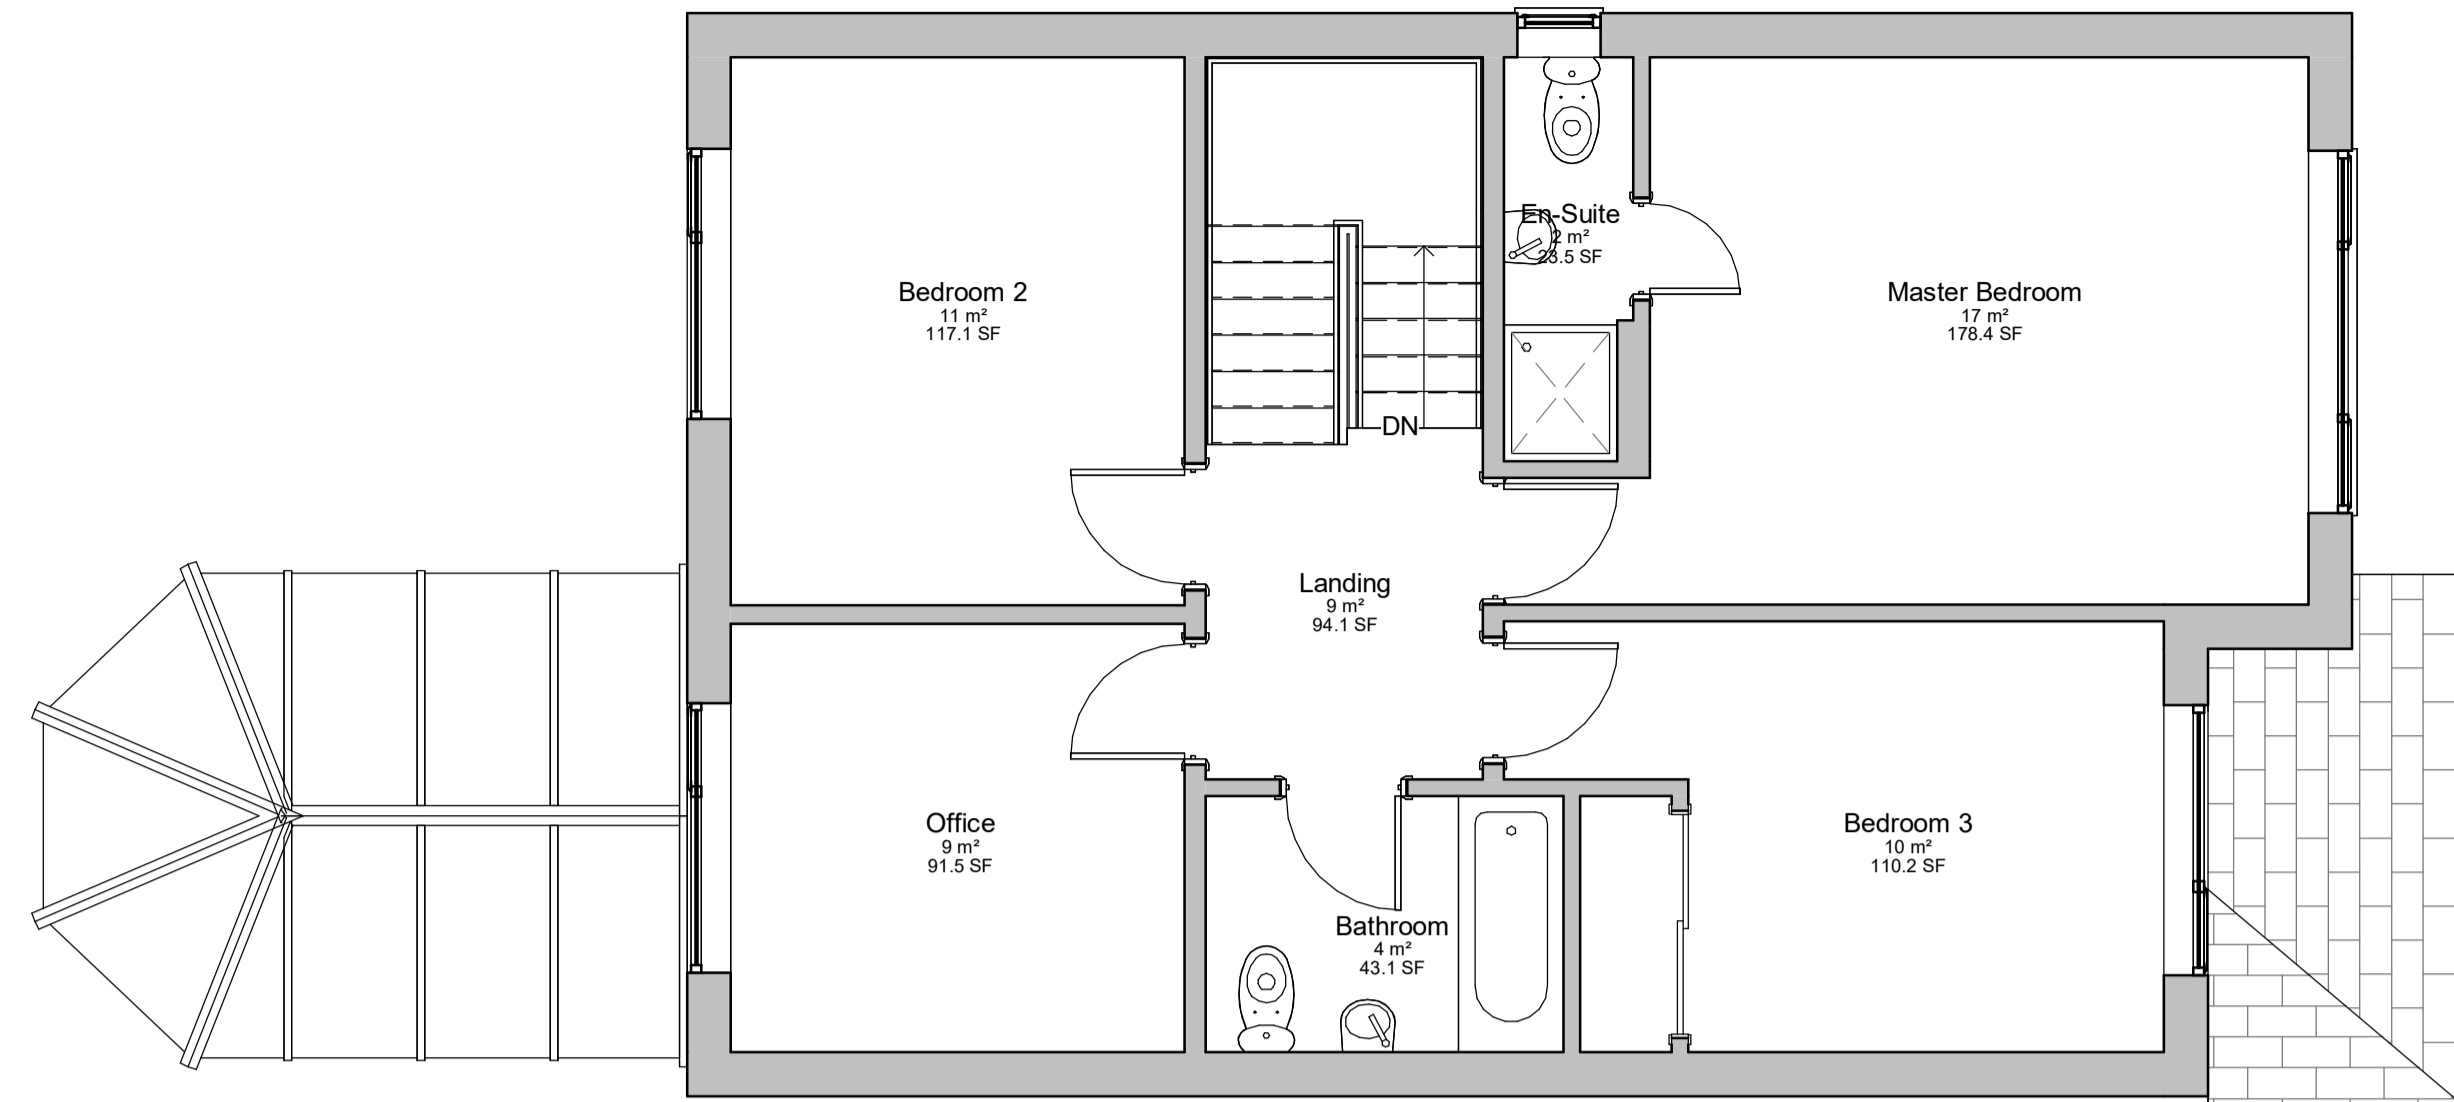 En-Suite
2 m²
23.5 SF
Bedroom 2
11 m²
117.1 SF
Master Bedroom
17 m²
178.4 SF
DN
Landing
9 m²
94.1 SF
Office
9 m²
91.5 SF
Bedroom 3
10 m²
110.2 SF
Bathroom
4 m²
43.1 SF